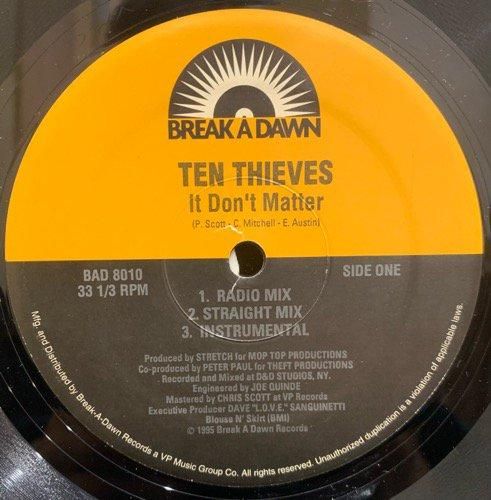 BREAK A DAWN
TEN THIEVES
It Don't Matter
(P. Scott - C. Mitchell - E. Austin)
BAD 8010
33 1/3 RPM
SIDE ONE
1. RADIO MIX
2. STRAIGHT MIX
3. INSTRUMENTAL
Produced by STRETCH for MOP TOP PRODUCTIONS
Co-produced by PETER PAUL for THEFT PRODUCTIONS
Recorded and Mixed at D&D STUDIOS, NY.
Engineered by JOE QUINDE
Mastered by CHRIS SCOTT at VP Records
Executive Producer DAVE "L.O.V.E." SANGUINETTI
Blouse N' Skirt (BMI)
© 1995 Break A Dawn Records
Mfg. and Distributed by Break-A-Dawn Records a VP Music Group Co. All rights reserved. Unauthorized duplication is a violation of applicable laws.